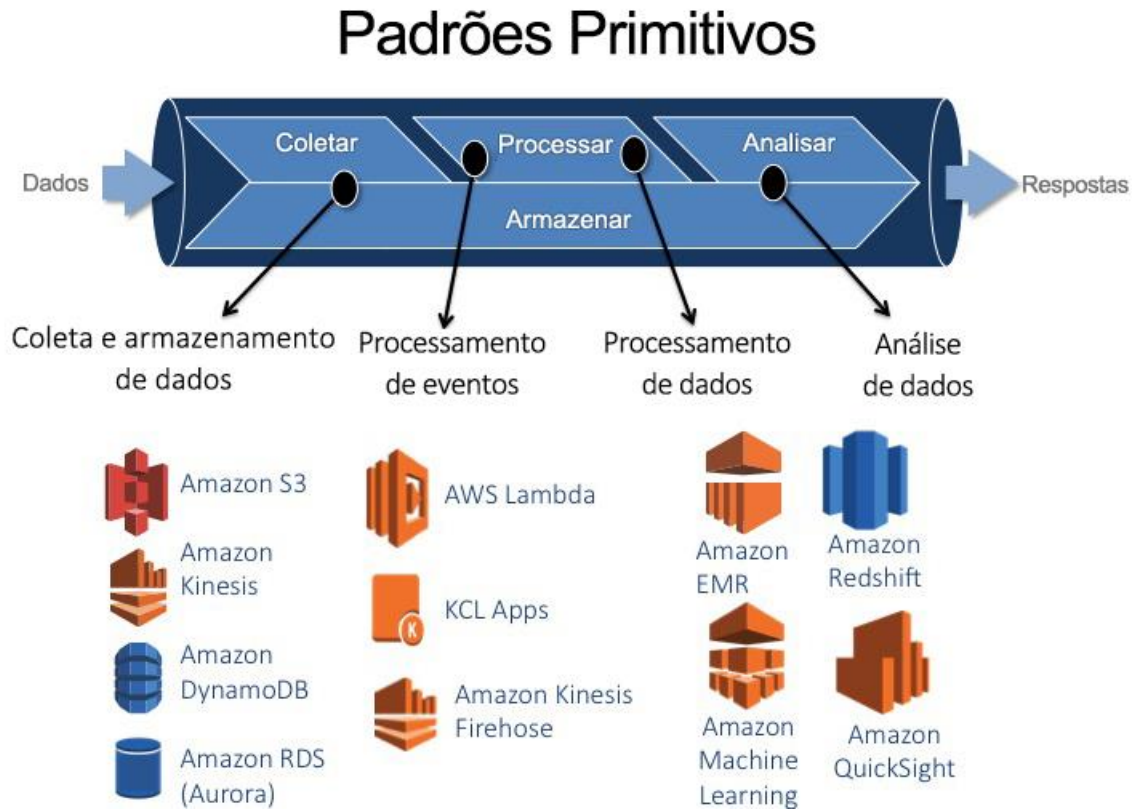 Padrões Primitivos
Coletar
Processar
Analisar
Dados
Respostas
Armazenar
Coleta e armazenamento
de dados
Processamento
de eventos
Processamento
de dados
Análise
de dados
Amazon S3
Amazon
Kinesis
Amazon
DynamoDB
Amazon RDS
(Aurora)
AWS Lambda
KCL Apps
K
Amazon Kinesis
Firehose
Amazon
EMR
Amazon
Redshift
Amazon
Machine
Learning
Amazon
QuickSight